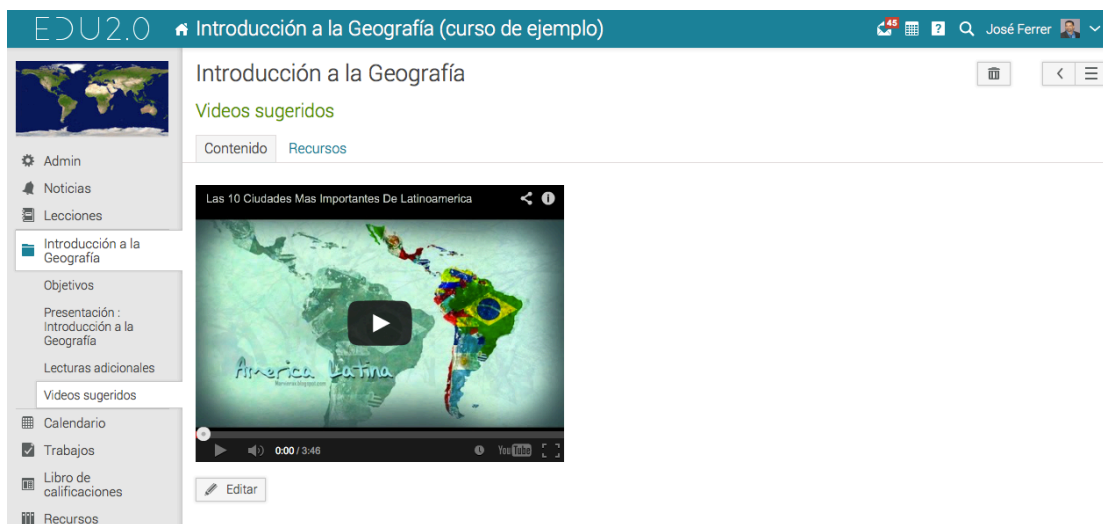 EDU2.0
Introducción a la Geografía (curso de ejemplo)
45
?
José Ferrer
Introducción a la Geografía
Videos sugeridos
Contenido
Recursos
Admin
Noticias
Lecciones
Introducción a la
Geografía
Objetivos
Presentación :
Introducción a la
Geografía
Lecturas adicionales
Videos sugeridos
Calendario
Trabajos
Libro de
calificaciones
Recursos
Las 10 Ciudades Mas Importantes De Latinoamerica
America Latina
0:00 / 3:46
YouTube
Editar